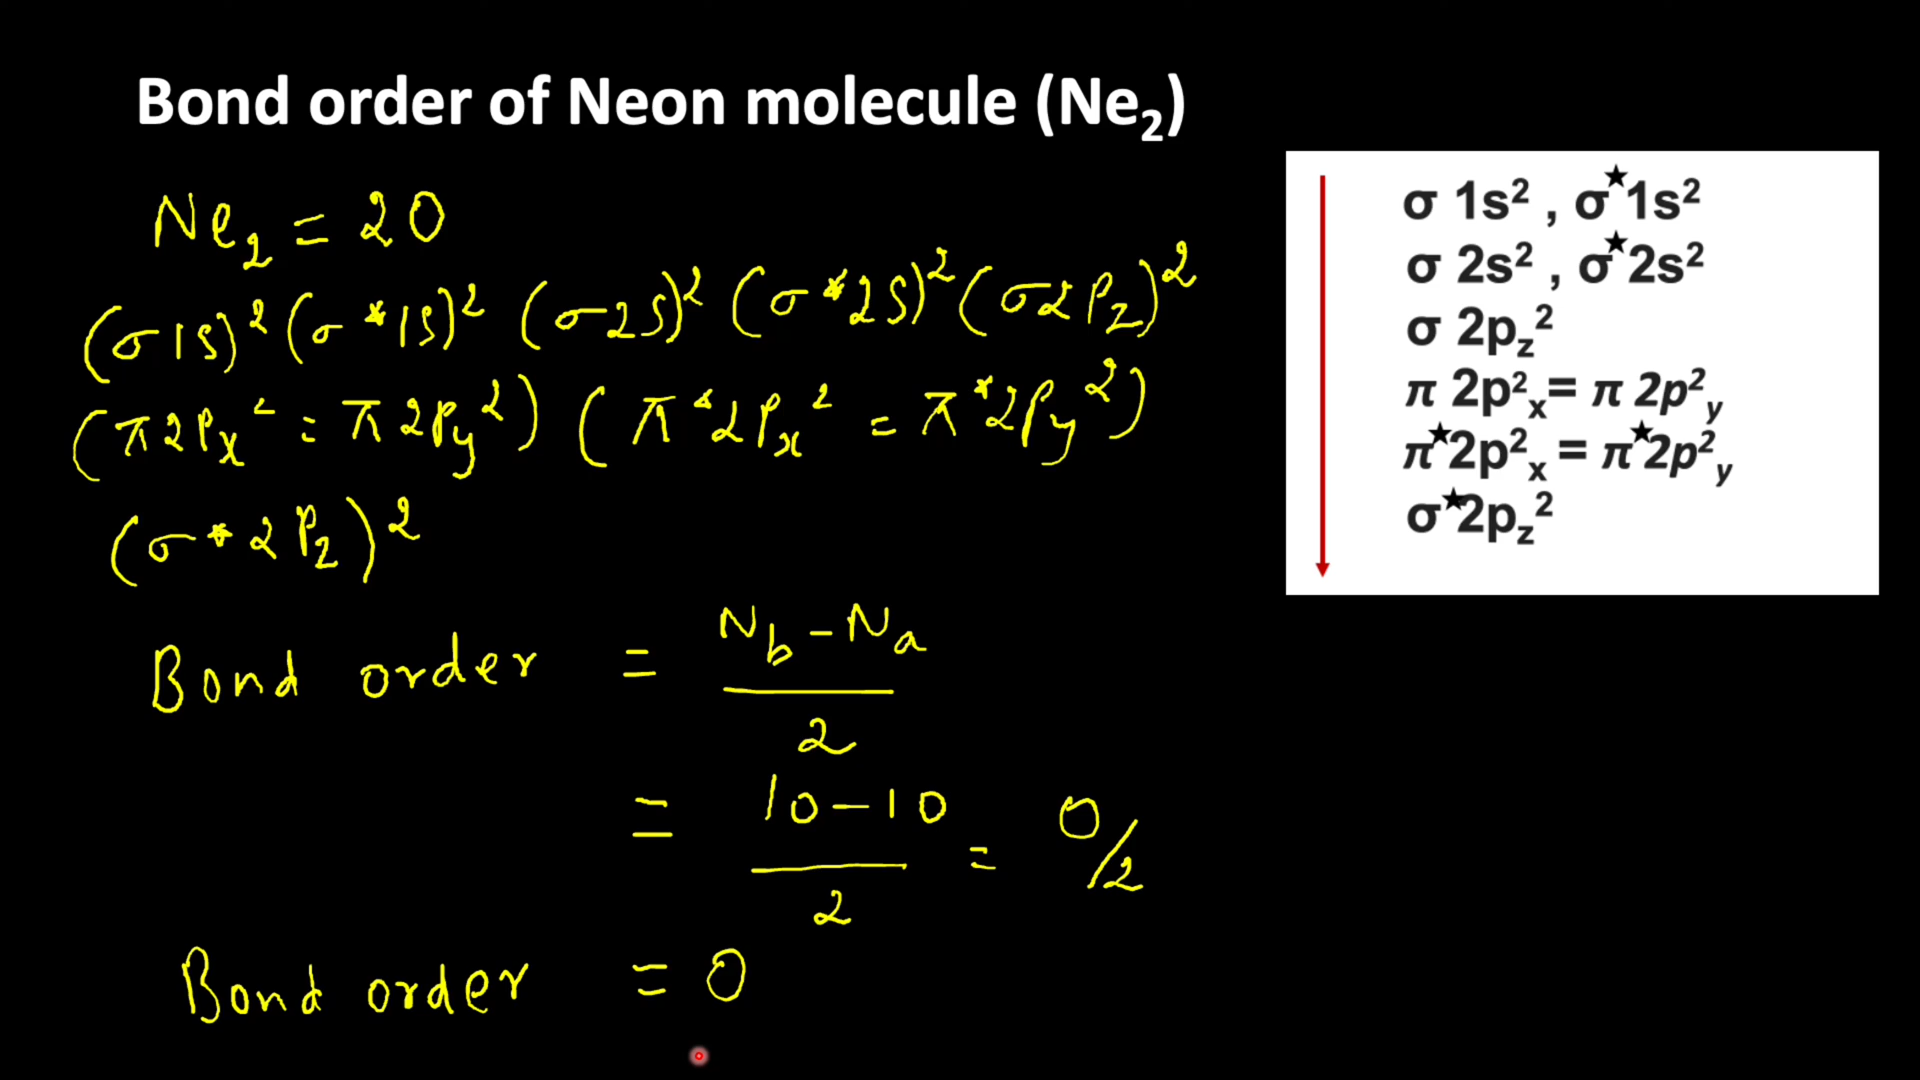 Bond order of Neon molecule (Ne₂)
Ne₂ = 20
(σ1s)² (σ*1s)² (σ2s)² (σ*2s)² (σ2Pz)²
(π2Px² = π2Py²) (π*2Px² = π*2Py²)
(σ*2Pz)²
Bond order = Nb - Na / 2
= 10 - 10 / 2 = 0/2
Bond order = 0
σ 1s² , σ★1s²
σ 2s² , σ★2s²
σ 2pz²
π 2p²x = π 2p²y
π★2p²x = π★2p²y
σ★2pz²